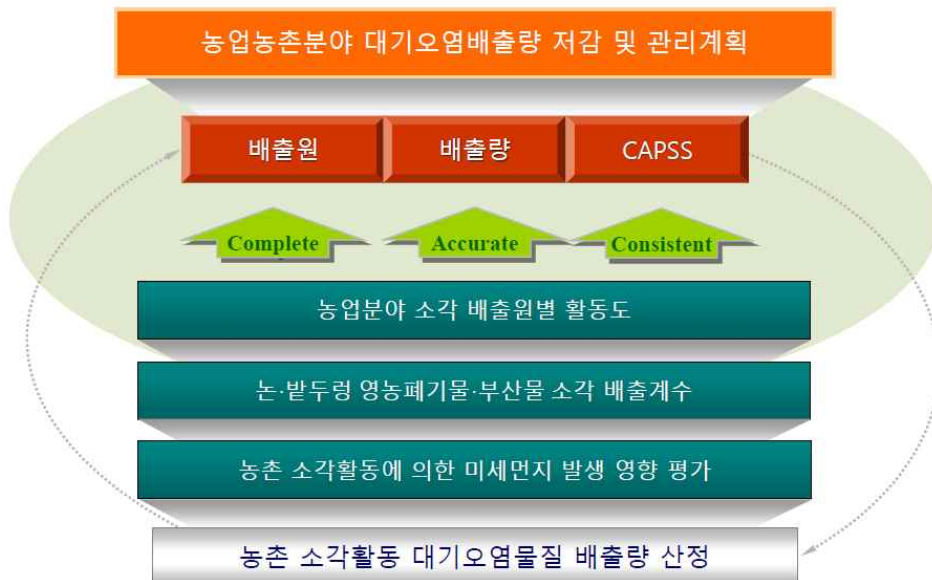 농업농촌분야 대기오염배출량 저감 및 관리계획
배출원 배출량 CAPSS
Complete Accurate Consistent
농업분야 소각 배출원별 활동도
논·밭두렁 영농폐기물·부산물 소각 배출계수
농촌 소각활동에 의한 미세먼지 발생 영향 평가
농촌 소각활동 대기오염물질 배출량 산정